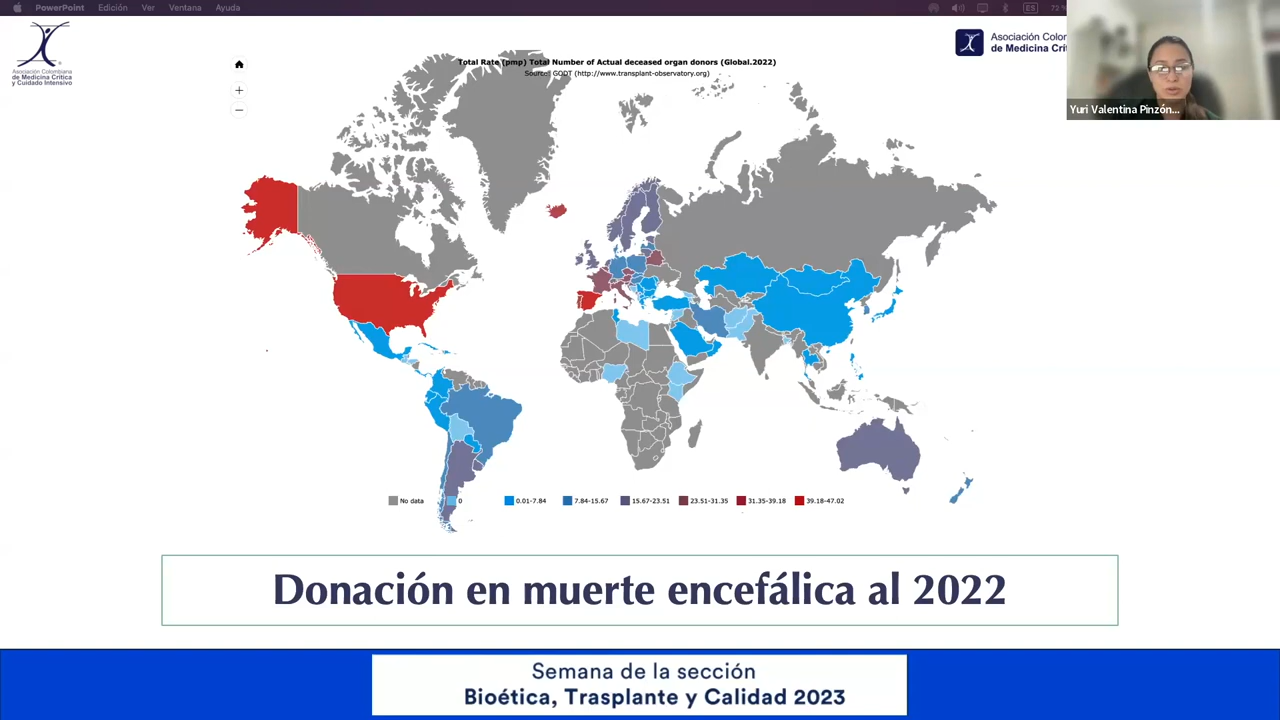 PowerPoint Edición Ver Ventana Ayuda
ES 72 %
Asociación Colombiana
de Medicina Crítica
y Cuidado Intensivo
Asociación Colom
de Medicina Crít
Total Rate (pmp) Total Number of Actual deceased organ donors (Global.2022)
Source: GODT (http://www.transplant-observatory.org)
+
−
Yuri Valentina Pinzón...
No data 0 0.01-7.84 7.84-15.67 15.67-23.51 23.51-31.35 31.35-39.18 39.18-47.02
Donación en muerte encefálica al 2022
Semana de la sección
Bioética, Trasplante y Calidad 2023